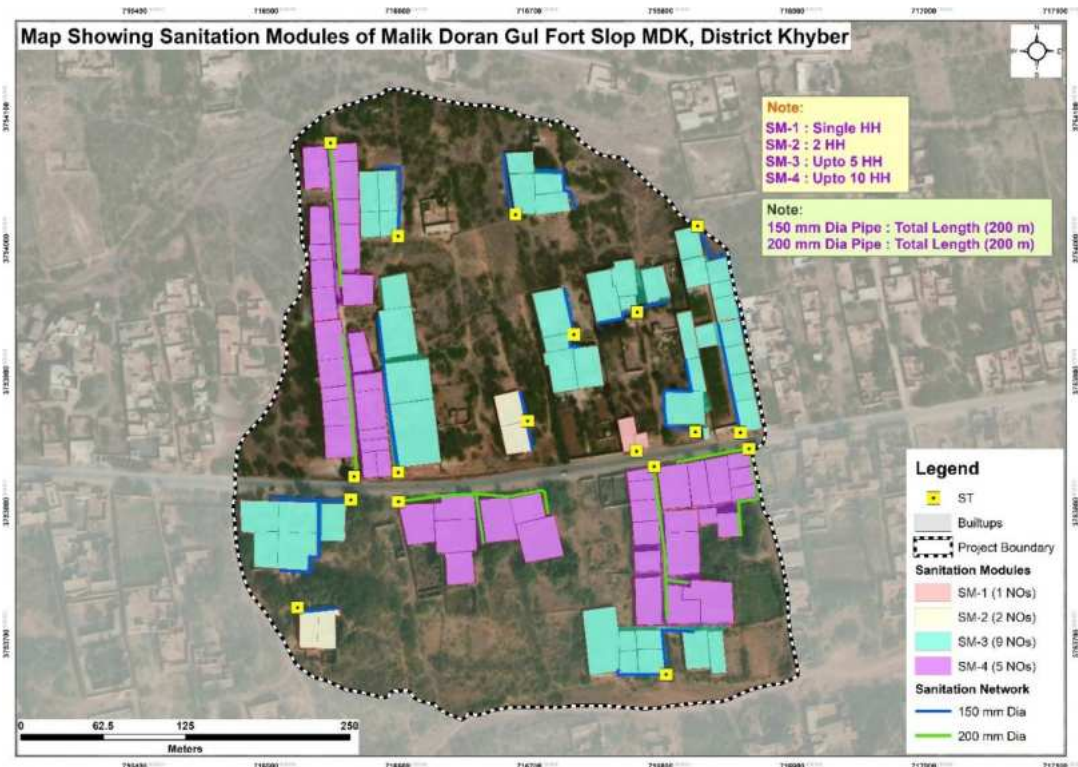 Map Showing Sanitation Modules of Malik Doran Gul Fort Slop MDK, District Khyber
Note:
SM-1 : Single HH
SM-2 : 2 HH
SM-3 : Upto 5 HH
SM-4 : Upto 10 HH
Note:
150 mm Dia Pipe : Total Length (200 m)
200 mm Dia Pipe : Total Length (200 m)
Legend
ST
Builtups
Project Boundary
Sanitation Modules
SM-1 (1 NOs)
SM-2 (2 NOs)
SM-3 (9 NOs)
SM-4 (5 NOs)
Sanitation Network
150 mm Dia
200 mm Dia
0 62.5 125 250
Meters